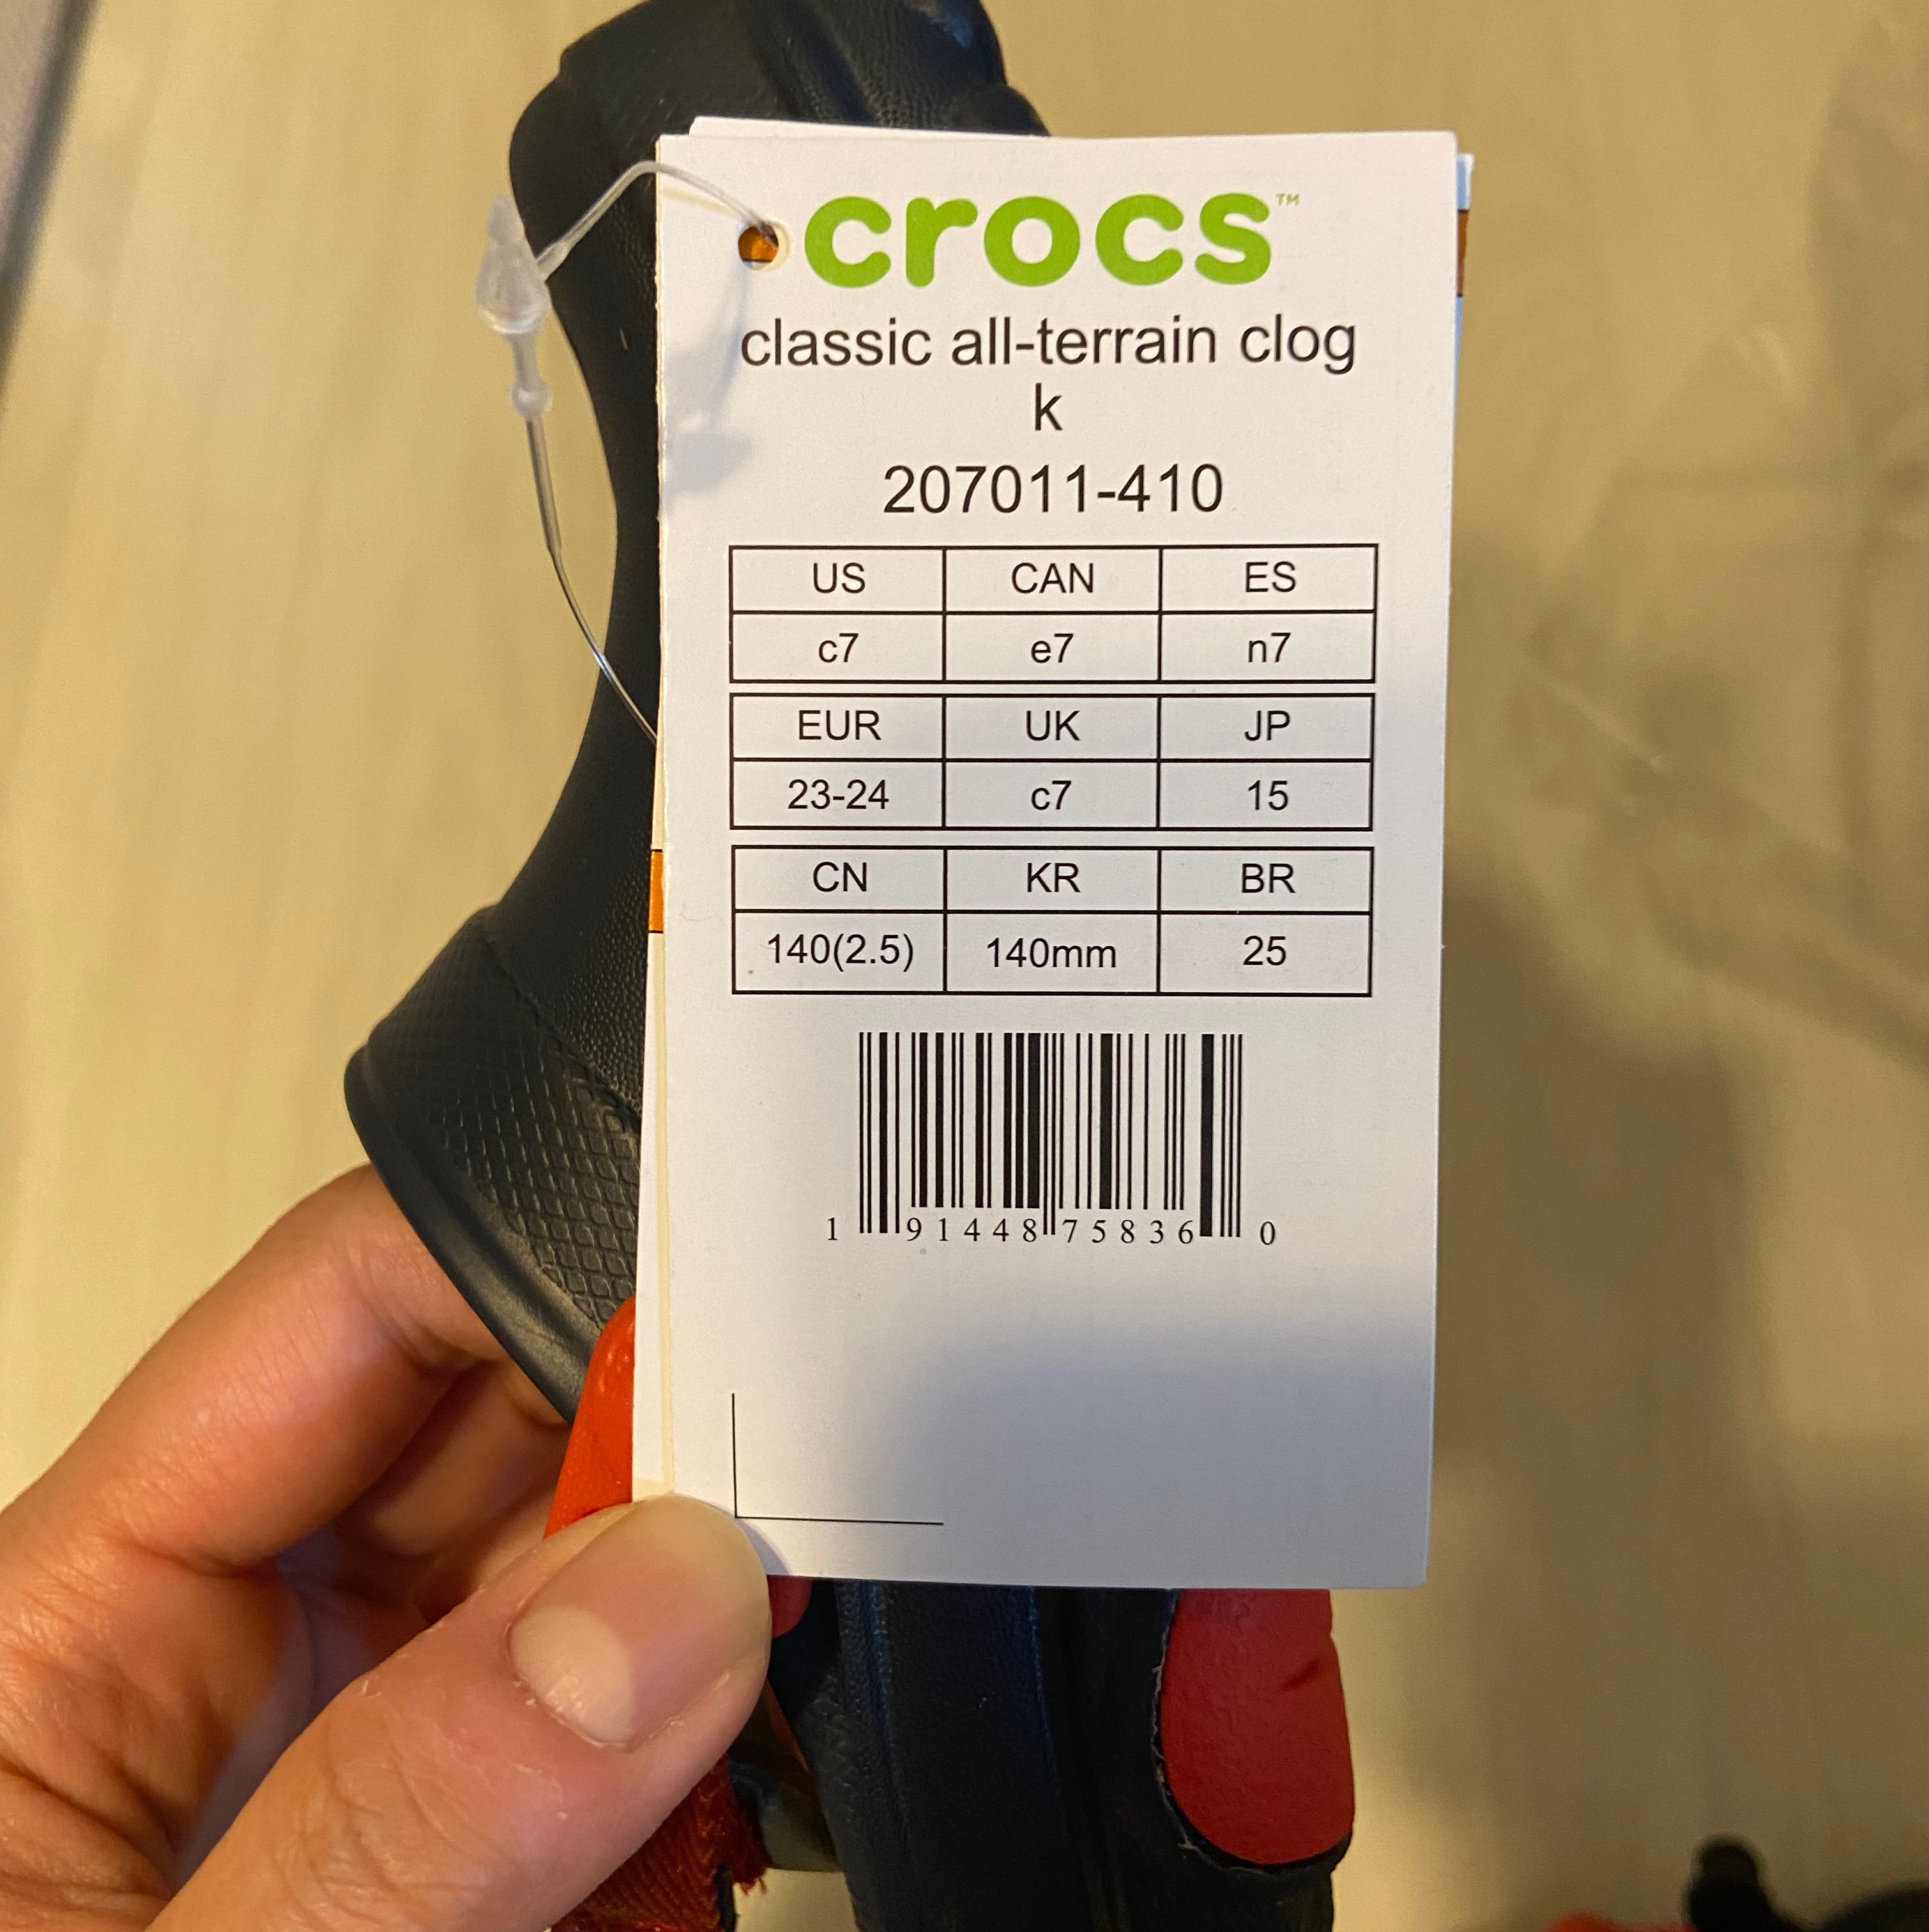 crocs™
classic all-terrain clog
k
207011-410
US CAN ES
c7 e7 n7
EUR UK JP
23-24 c7 15
CN KR BR
140(2.5) 140mm 25
1 91448 75836 0